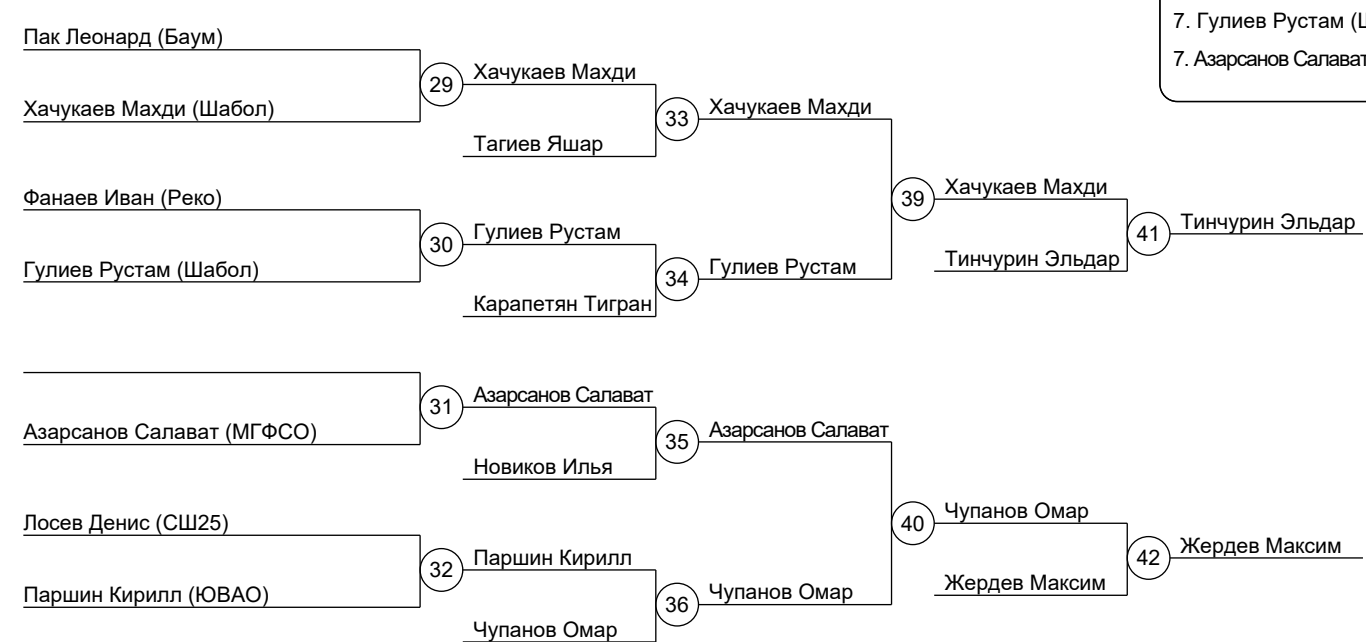 7. Гулиев Рустам
7. Азарсанов Салават
Пак Леонард (Баум)
29
Хачукаев Махди
Хачукаев Махди (Шабол)
33
Хачукаев Махди
Тагиев Яшар
39
Хачукаев Махди
Фанаев Иван (Реко)
30
Гулиев Рустам
Гулиев Рустам (Шабол)
34
Гулиев Рустам
Карапетян Тигран
Тинчурин Эльдар
41
Тинчурин Эльдар
31
Азарсанов Салават
Азарсанов Салават (МГФСО)
35
Азарсанов Салават
Новиков Илья
40
Чупанов Омар
Лосев Денис (СШ25)
32
Паршин Кирилл
Паршин Кирилл (ЮВАО)
36
Чупанов Омар
Чупанов Омар
Жердев Максим
42
Жердев Максим